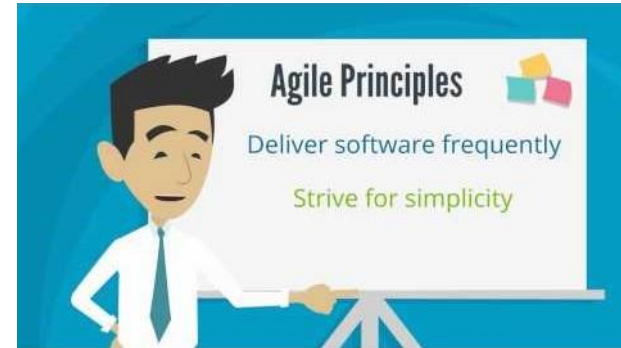 Agile Principles
Deliver software frequently
Strive for simplicity